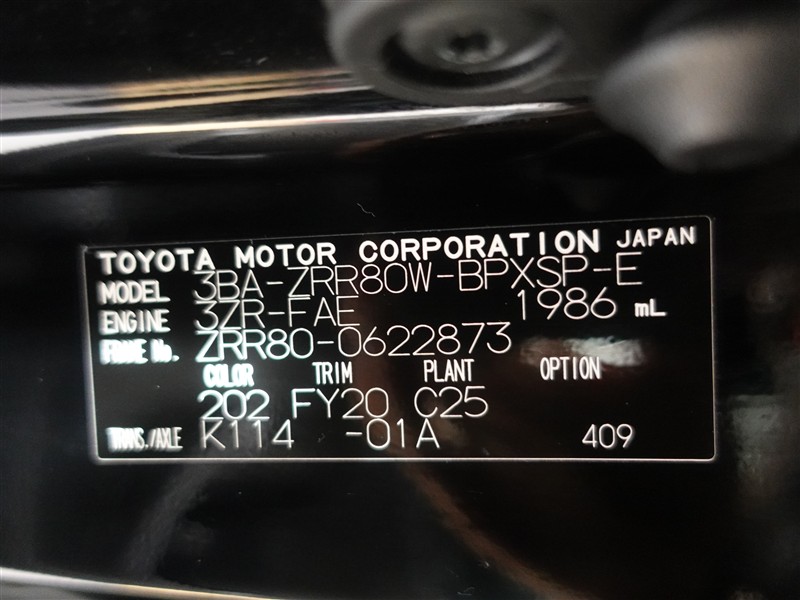 TOYOTA MOTOR CORPORATION JAPAN
MODEL 3BA-ZRR80W-BPXSP-E
ENGINE 3ZR-FAE 1986 mL
FRAME No. ZRR80-0622873
COLOR TRIM PLANT OPTION
202 FY20 C25
TRANS./AXLE K114 -01A 409